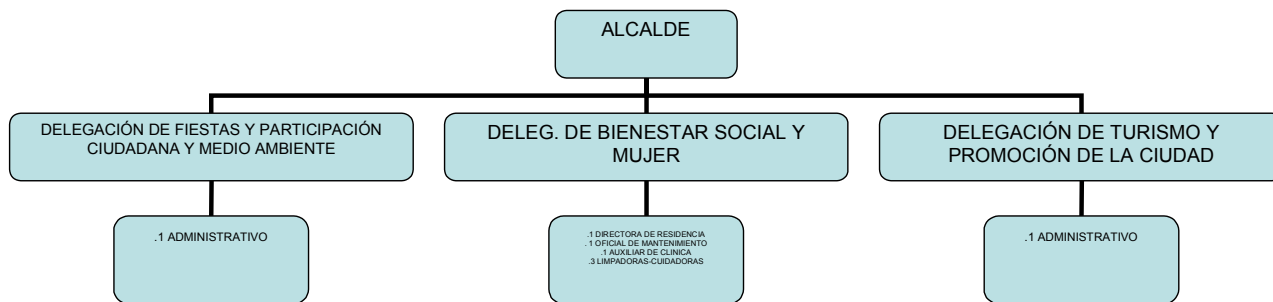 ALCALDE
DELEGACIÓN DE FIESTAS Y PARTICIPACIÓN
CIUDADANA Y MEDIO AMBIENTE
DELEG. DE BIENESTAR SOCIAL Y
MUJER
DELEGACIÓN DE TURISMO Y
PROMOCIÓN DE LA CIUDAD
.1 ADMINISTRATIVO
.1 DIRECTORA DE RESIDENCIA
. 1 OFICIAL DE MANTENIMIENTO
.1 AUXILIAR DE CLINICA
.3 LIMPADORAS-CUIDADORAS
.1 ADMINISTRATIVO